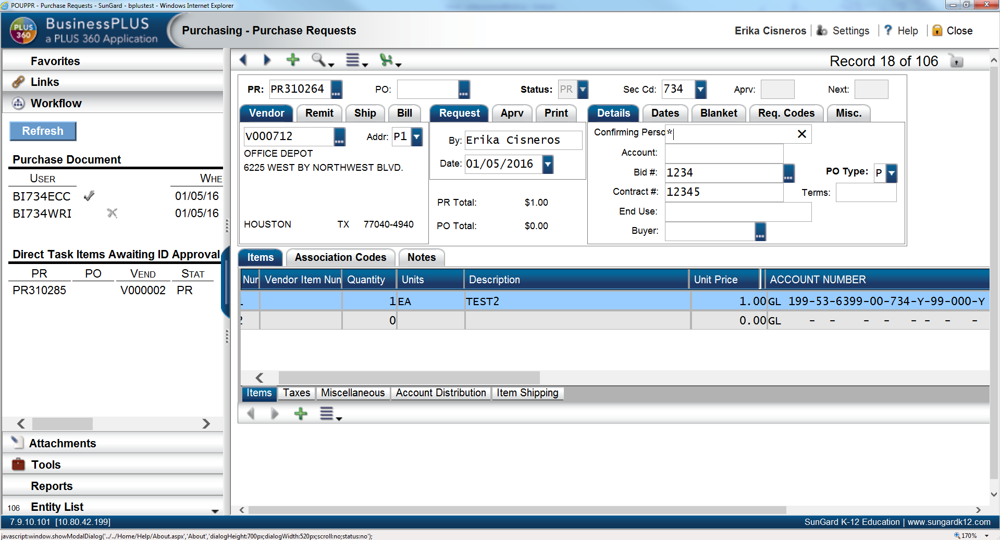 POUPPR - Purchase Requests - SunGard - bplustest - Windows Internet Explorer
PLUS 360
BusinessPLUS
a PLUS 360 Application
Purchasing - Purchase Requests
Erika Cisneros Settings ? Help Close
Favorites
Links
Workflow
Refresh
Purchase Document
USER WHE
BI734ECC 01/05/16
BI734WRI 01/05/16
Direct Task Items Awaiting ID Approval
PR PO VEND STAT
PR310285 V000002 PR
Attachments
Tools
Reports
106 Entity List
Record 18 of 106
PR: PR310264 ... PO: ... Status: PR Sec Cd: 734 Aprv: Next:
Vendor Remit Ship Bill
V000712 ... Addr: P1
OFFICE DEPOT
6225 WEST BY NORTHWEST BLVD.
HOUSTON TX 77040-4940
Request Aprv Print
By: Erika Cisneros
Date: 01/05/2016
PR Total: $1.00
PO Total: $0.00
Details Dates Blanket Req. Codes Misc.
Confirming Perso *
Account:
Bid #: 1234 ... PO Type: P
Contract #: 12345 Terms:
End Use:
Buyer: ...
Items Association Codes Notes
Nur Vendor Item Nun Quantity Units Description Unit Price ACCOUNT NUMBER
1 1 EA TEST2 1.00 GL 199-53-6399-00-734-Y-99-000-Y
2 0 0.00 GL - - - - - - - -
Items Taxes Miscellaneous Account Distribution Item Shipping
7.9.10.101 [10.80.42.199] SunGard K-12 Education | www.sungardk12.com
javascript:window.showModalDialog('../../Home/Help/About.aspx','About','dialogHeight:700px;dialogWidth:520px;scroll:no;status:no'); 170%